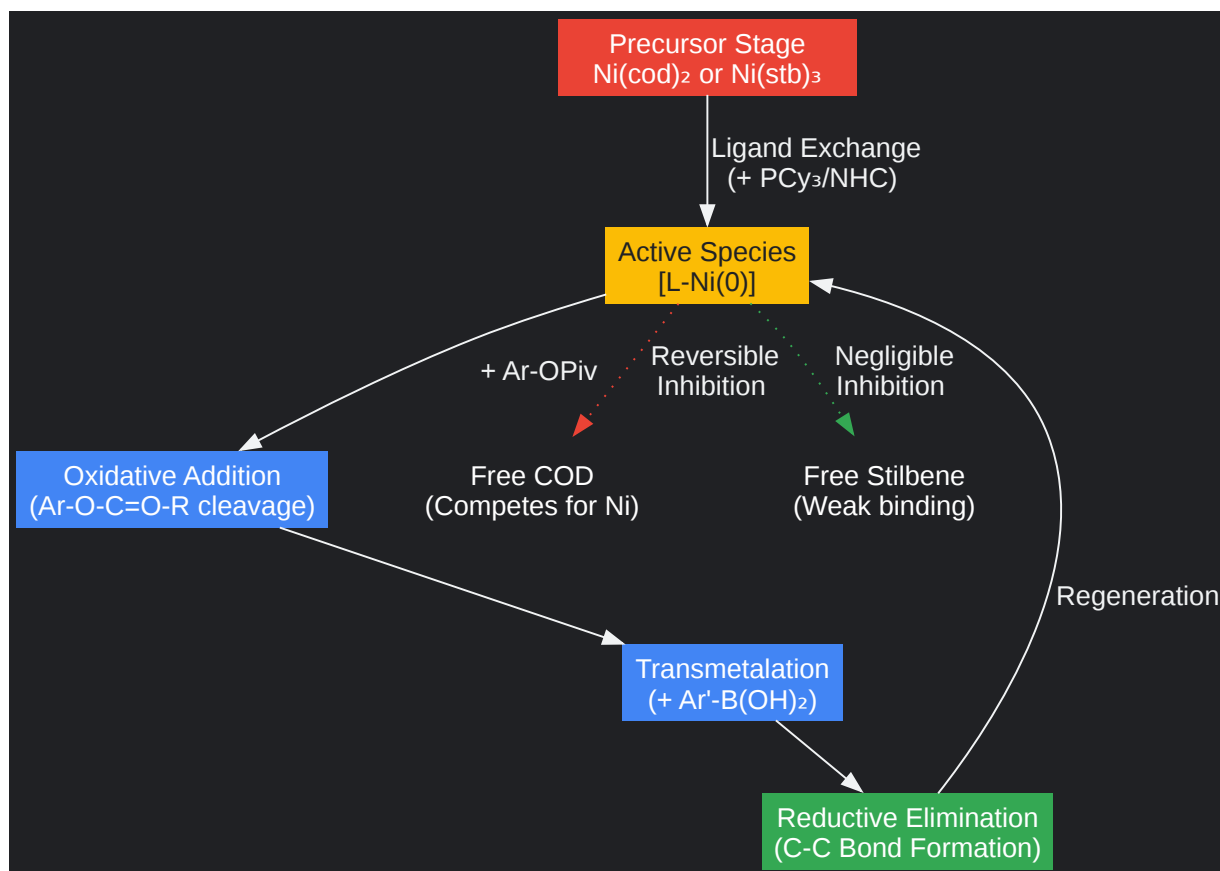 Precursor Stage
Ni(cod)₂ or Ni(stb)₃
Ligand Exchange
(+ PCy₃/NHC)
Active Species
[L-Ni(0)]
+ Ar-OPiv
Reversible
Inhibition
Negligible
Inhibition
Oxidative Addition
(Ar-O-C=O-R cleavage)
Free COD
(Competes for Ni)
Free Stilbene
(Weak binding)
Regeneration
Transmetalation
(+ Ar'-B(OH)₂)
Reductive Elimination
(C-C Bond Formation)